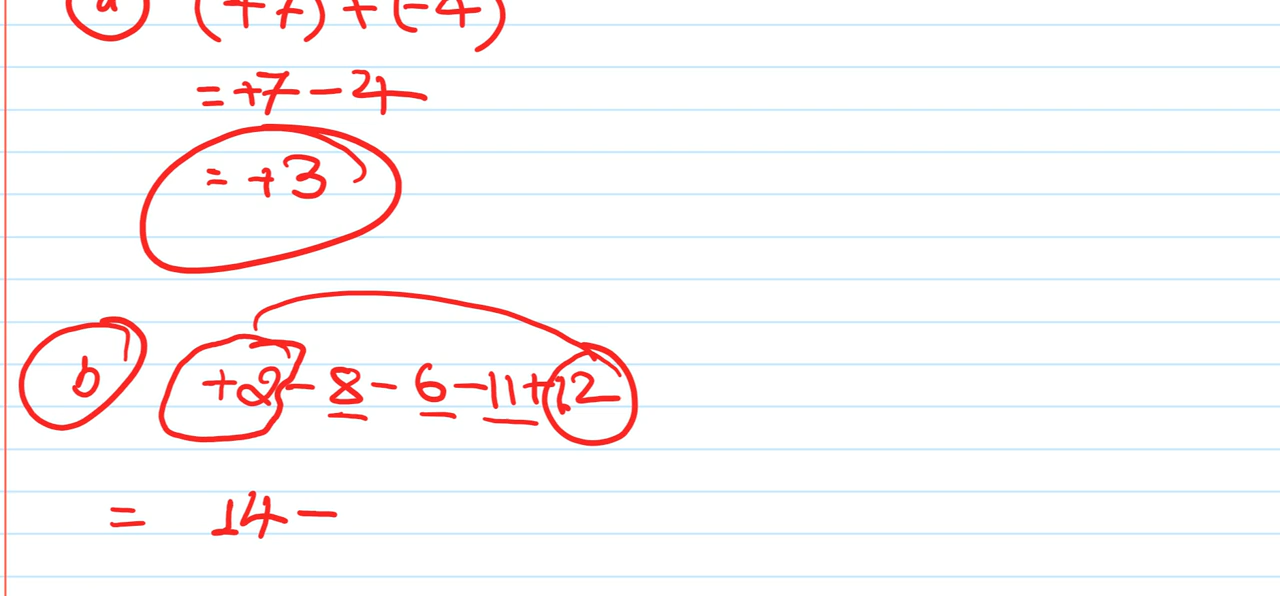 a (+7) + (-4)
= +7 - 4
= +3
b +2 - 8 - 6 - 11 + 12
= 14 -